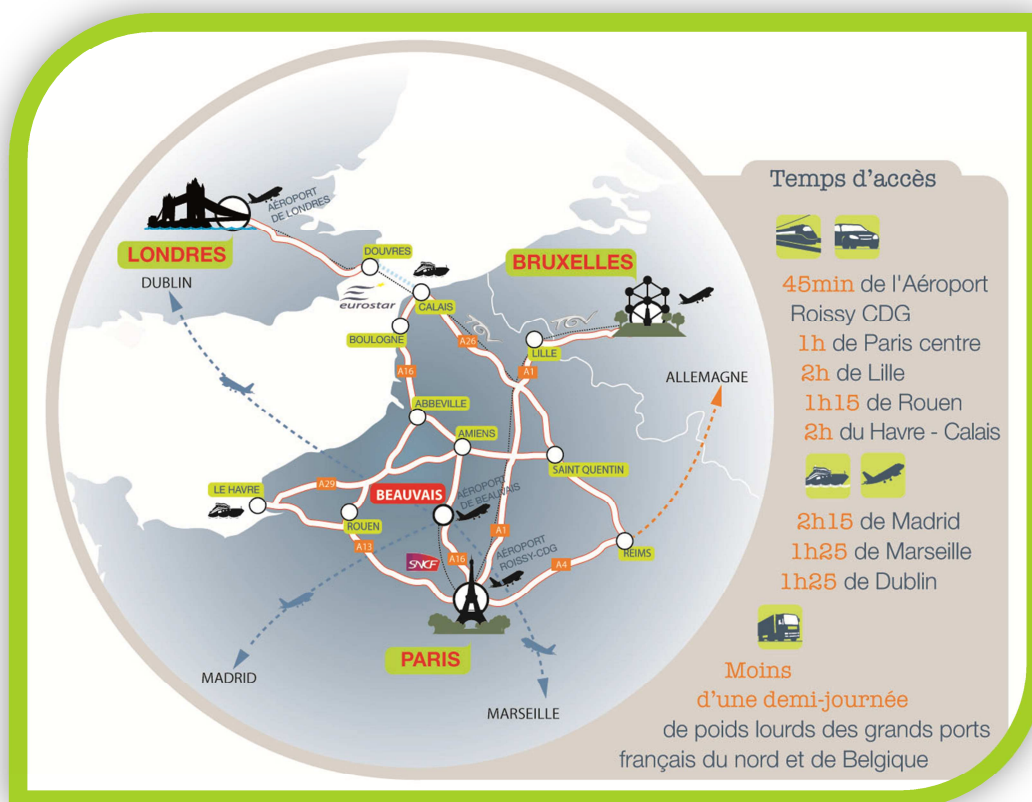 AÉROPORT
DE LONDRES
LONDRES
DUBLIN
DOUVRES
eurostar
CALAIS
BRUXELLES
BOULOGNE
TGV
TGV
LILLE
A26
A1
A16
ALLEMAGNE
ABBEVILLE
AMIENS
SAINT QUENTIN
A29
LE HAVRE
BEAUVAIS
AÉROPORT
DE BEAUVAIS
ROUEN
A13
SNCF
A16
A1
AÉROPORT
ROISSY-CDG
A4
REIMS
PARIS
MADRID
MARSEILLE
Temps d'accès
45min de l'Aéroport
Roissy CDG
1h de Paris centre
2h de Lille
1h15 de Rouen
2h du Havre - Calais
2h15 de Madrid
1h25 de Marseille
1h25 de Dublin
Moins
d'une demi-journée
de poids lourds des grands ports
français du nord et de Belgique